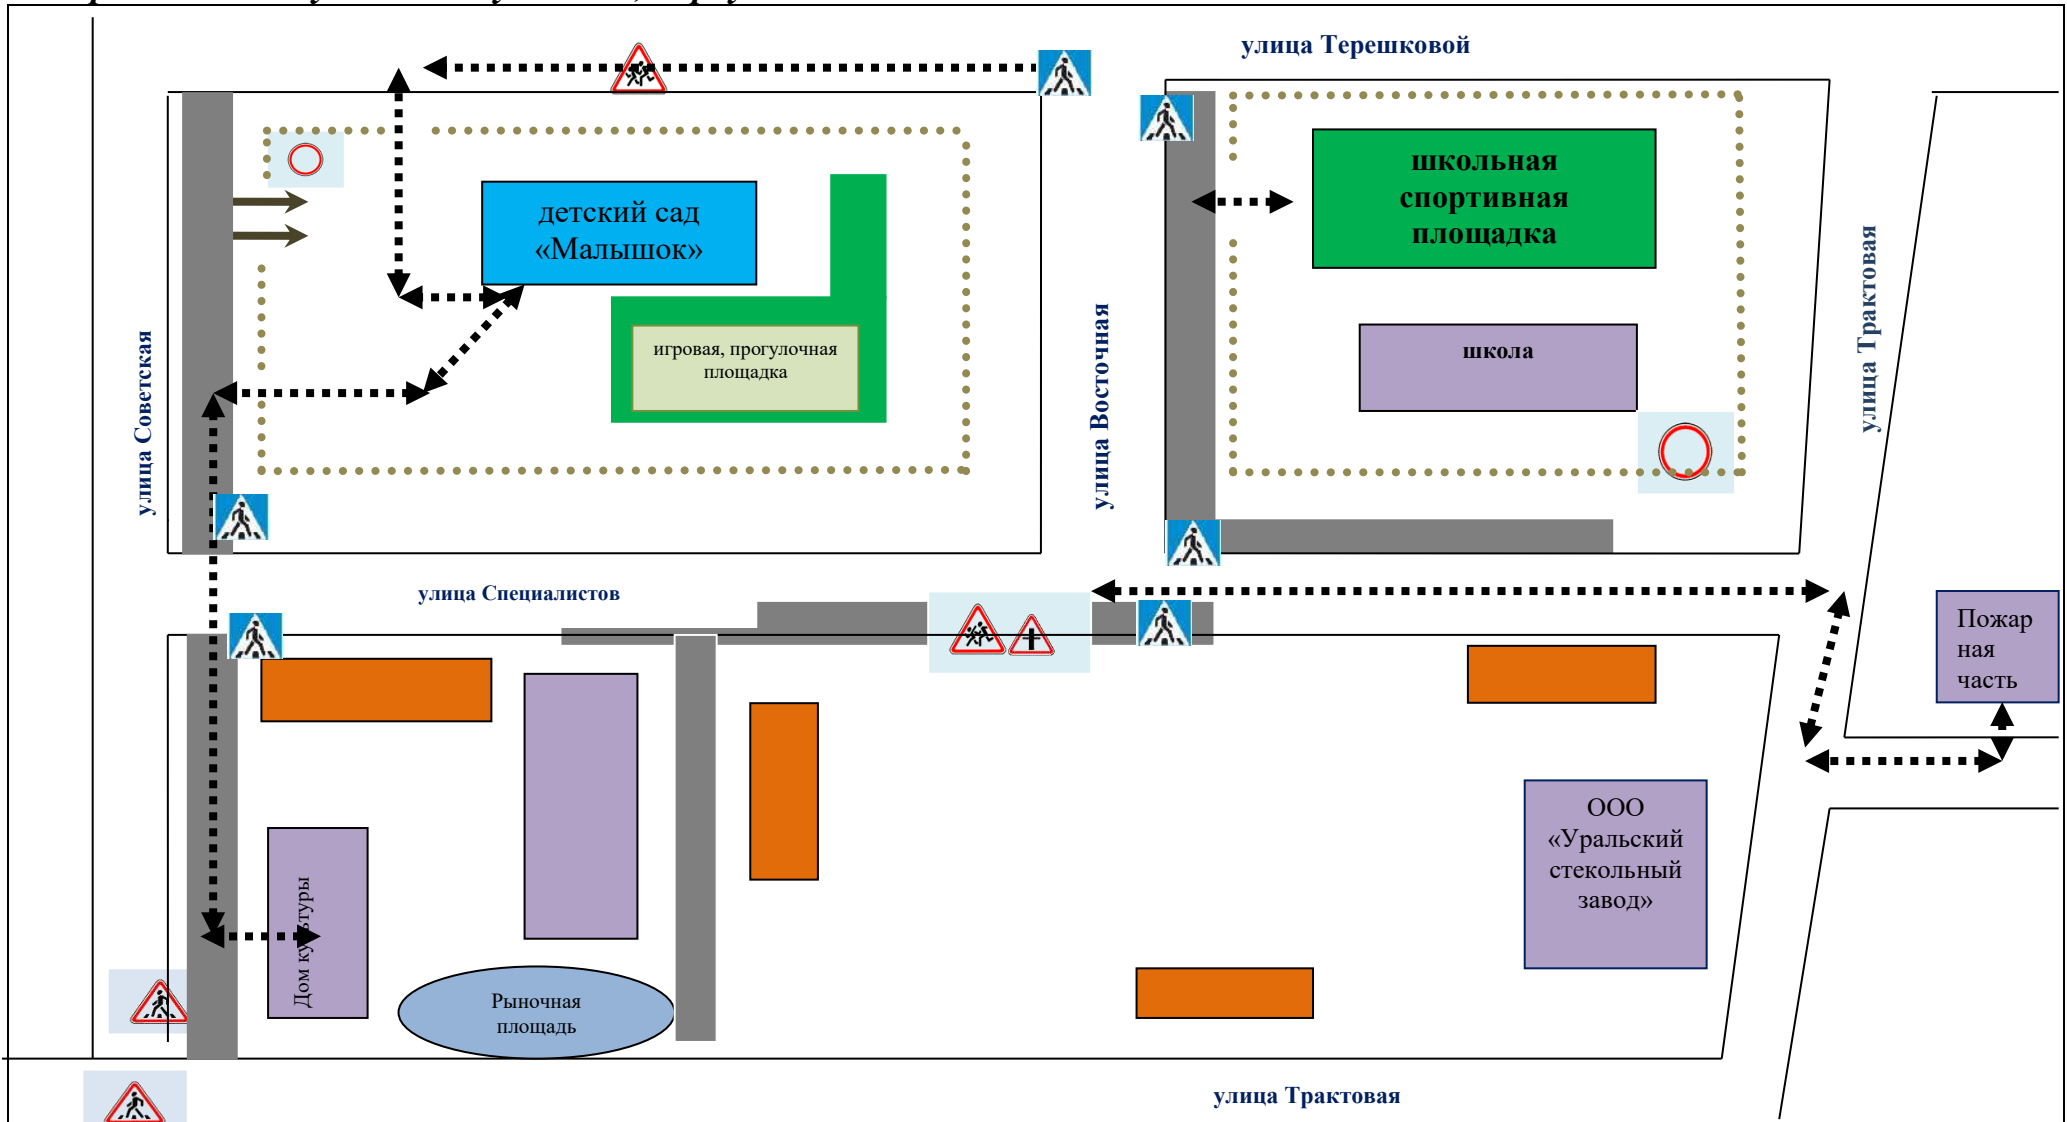 улица Терешковой
детский сад
«Малышок»
школьная
спортивная
площадка
игровая, прогулочная
площадка
школа
улица Советская
улица Восточная
улица Трактовая
улица Специалистов
Пожар
ная
часть
ООО
«Уральский
стекольный
завод»
Дом культуры
Рыночная
площадь
улица Трактовая